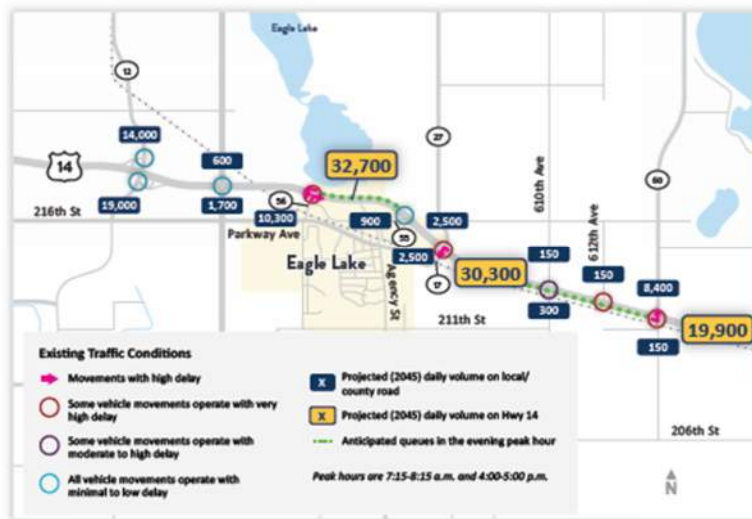 Eagle Lake
12
14,000
14
600
32,700
27
610th Ave
60
19,000
1,700
56
10,300
216th St
Parkway Ave
900
55
2,500
Eagle Lake
Agency St
2,500
17
30,300
150
612th Ave
150
8,400
300
150
19,900
211th St
206th St
N
Existing Traffic Conditions
Movements with high delay
Some vehicle movements operate with very
high delay
Some vehicle movements operate with
moderate to high delay
All vehicle movements operate with
minimal to low delay
X Projected (2045) daily volume on local/
county road
X Projected (2045) daily volume on Hwy 14
Anticipated queues in the evening peak hour
Peak hours are 7:15-8:15 a.m. and 4:00-5:00 p.m.